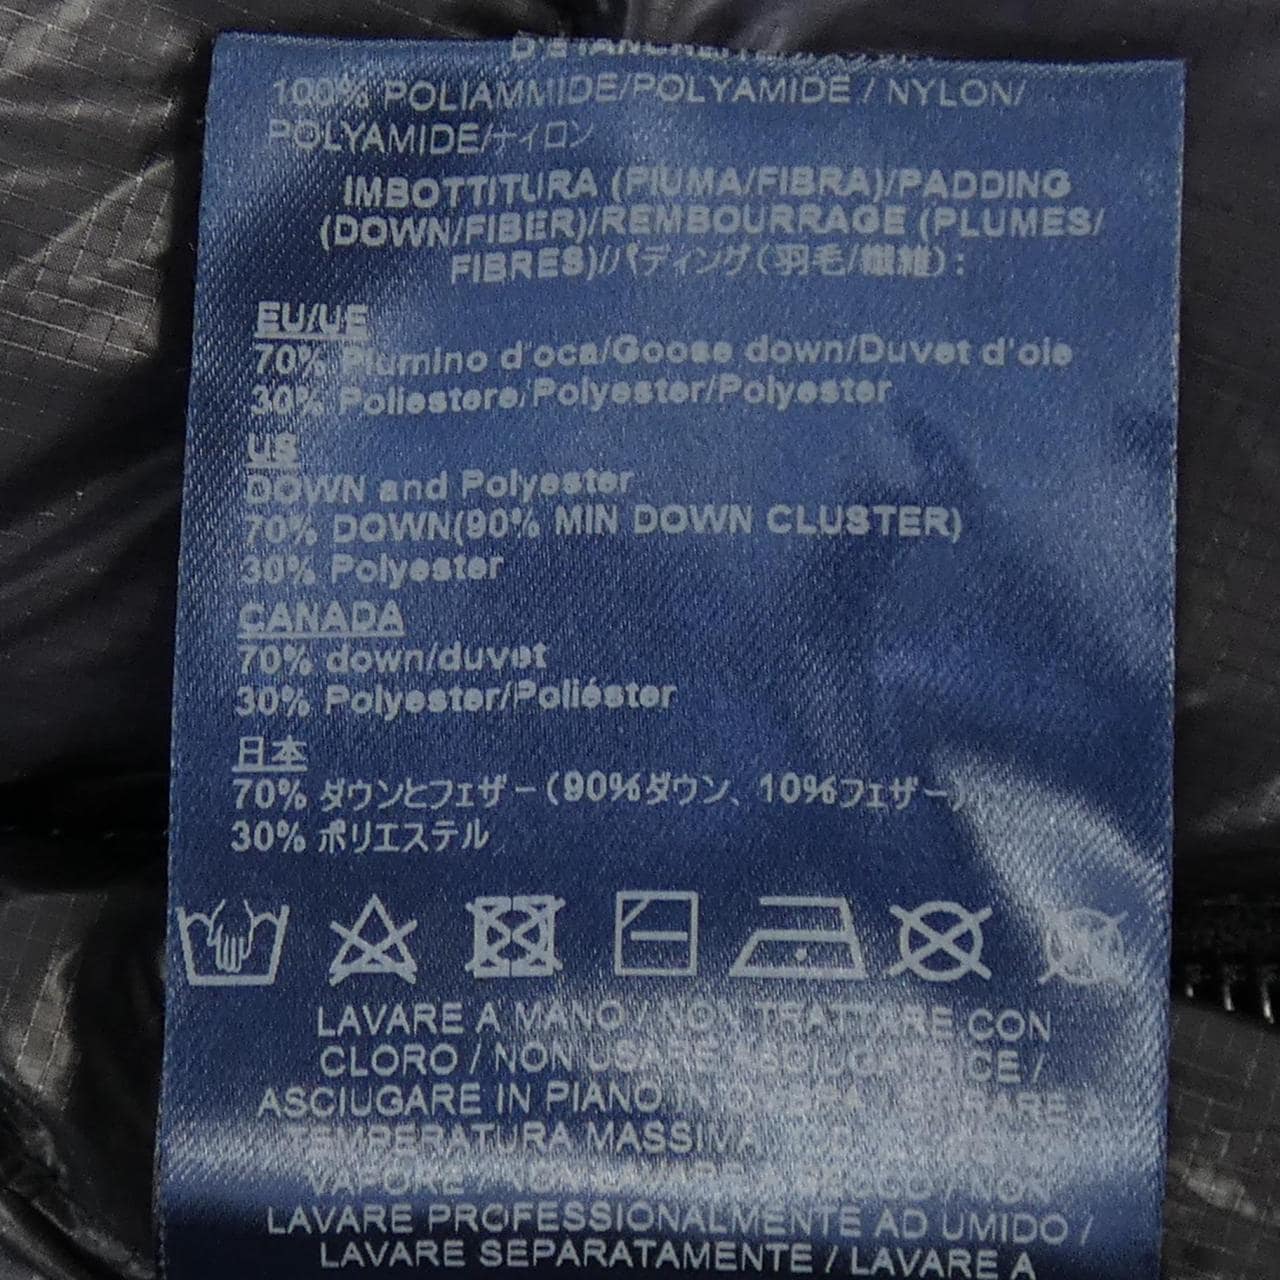 100% POLIAMMIDE/POLYAMIDE / NYLON/
POLYAMIDE/ナイロン
IMBOTTITURA (PIUMA/FIBRA)/PADDING
(DOWN/FIBER)/REMBOURRAGE (PLUMES/
FIBRES)/パディング(羽毛/繊維):
EU/UE
70% Piumino d'oca/Goose down/Duvet d'oie
30% Poliestere/Polyester/Polyester
US
DOWN and Polyester
70% DOWN(90% MIN DOWN CLUSTER)
30% Polyester
CANADA
70% down/duvet
30% Polyester/Poliéster
日本
70% ダウンとフェザー(90%ダウン、10%フェザー)
30% ポリエステル
LAVARE A MANO / NON TRATTARE CON
CLORO / NON USARE ASCIUGATRICE /
ASCIUGARE IN PIANO
TEMPERATURA MASSIMA
VAPORE / NON
LAVARE PROFESSIONALMENTE AD UMIDO /
LAVARE SEPARATAMENTE / LAVARE A